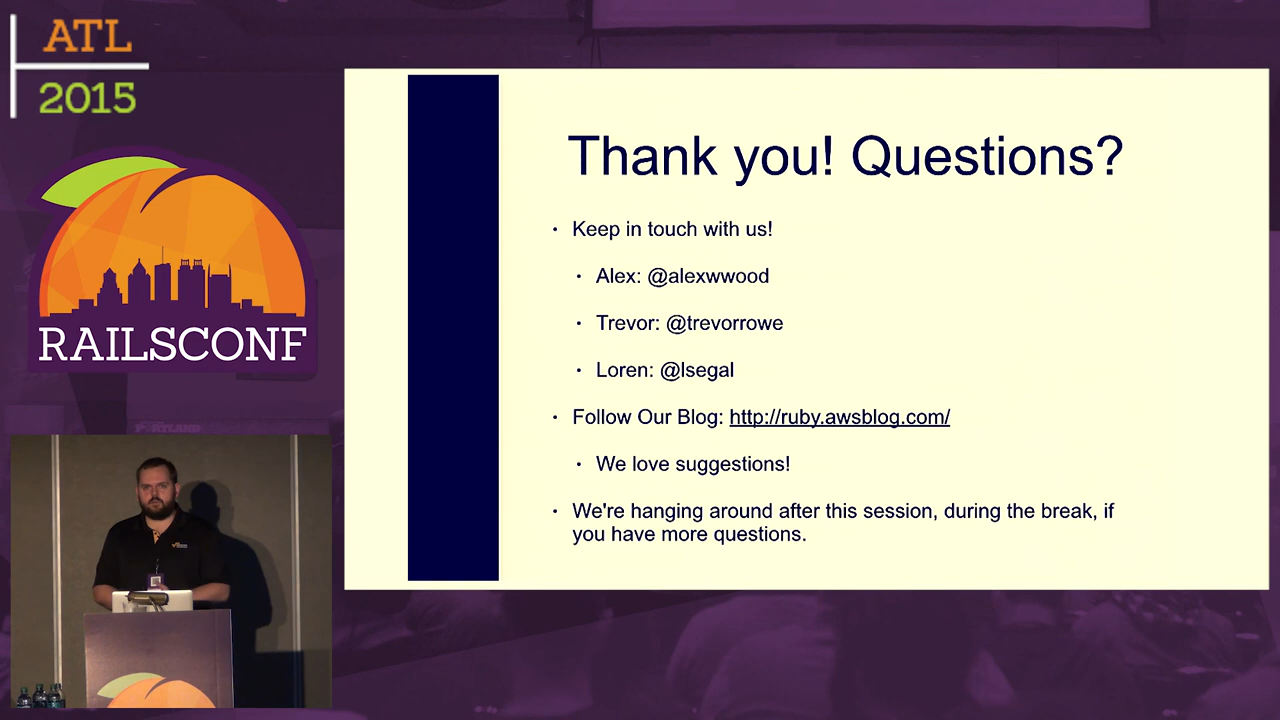 ATL
2015
RAILSCONF
Thank you! Questions?
• Keep in touch with us!
• Alex: @alexwwood
• Trevor: @trevorrowe
• Loren: @lsegal
• Follow Our Blog: http://ruby.awsblog.com/
• We love suggestions!
• We're hanging around after this session, during the break, if
you have more questions.
PORTLAND